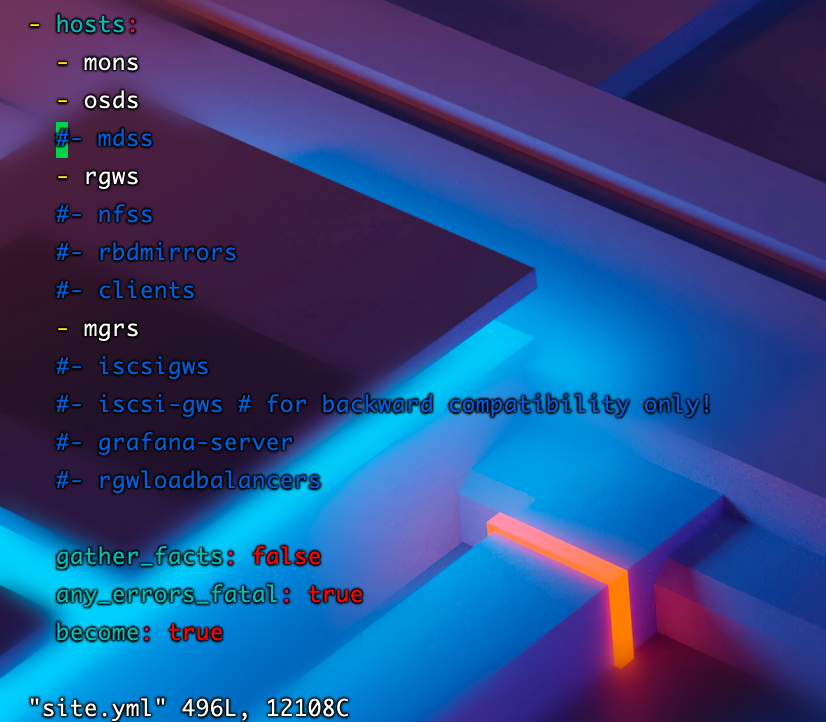 - hosts:
  - mons
  - osds
  #- mdss
  - rgws
  #- nfss
  #- rbdmirrors
  #- clients
  - mgrs
  #- iscsigws
  #- iscsi-gws # for backward compatibility only!
  #- grafana-server
  #- rgwloadbalancers
  gather_facts: false
  any_errors_fatal: true
  become: true
"site.yml" 496L, 12108C